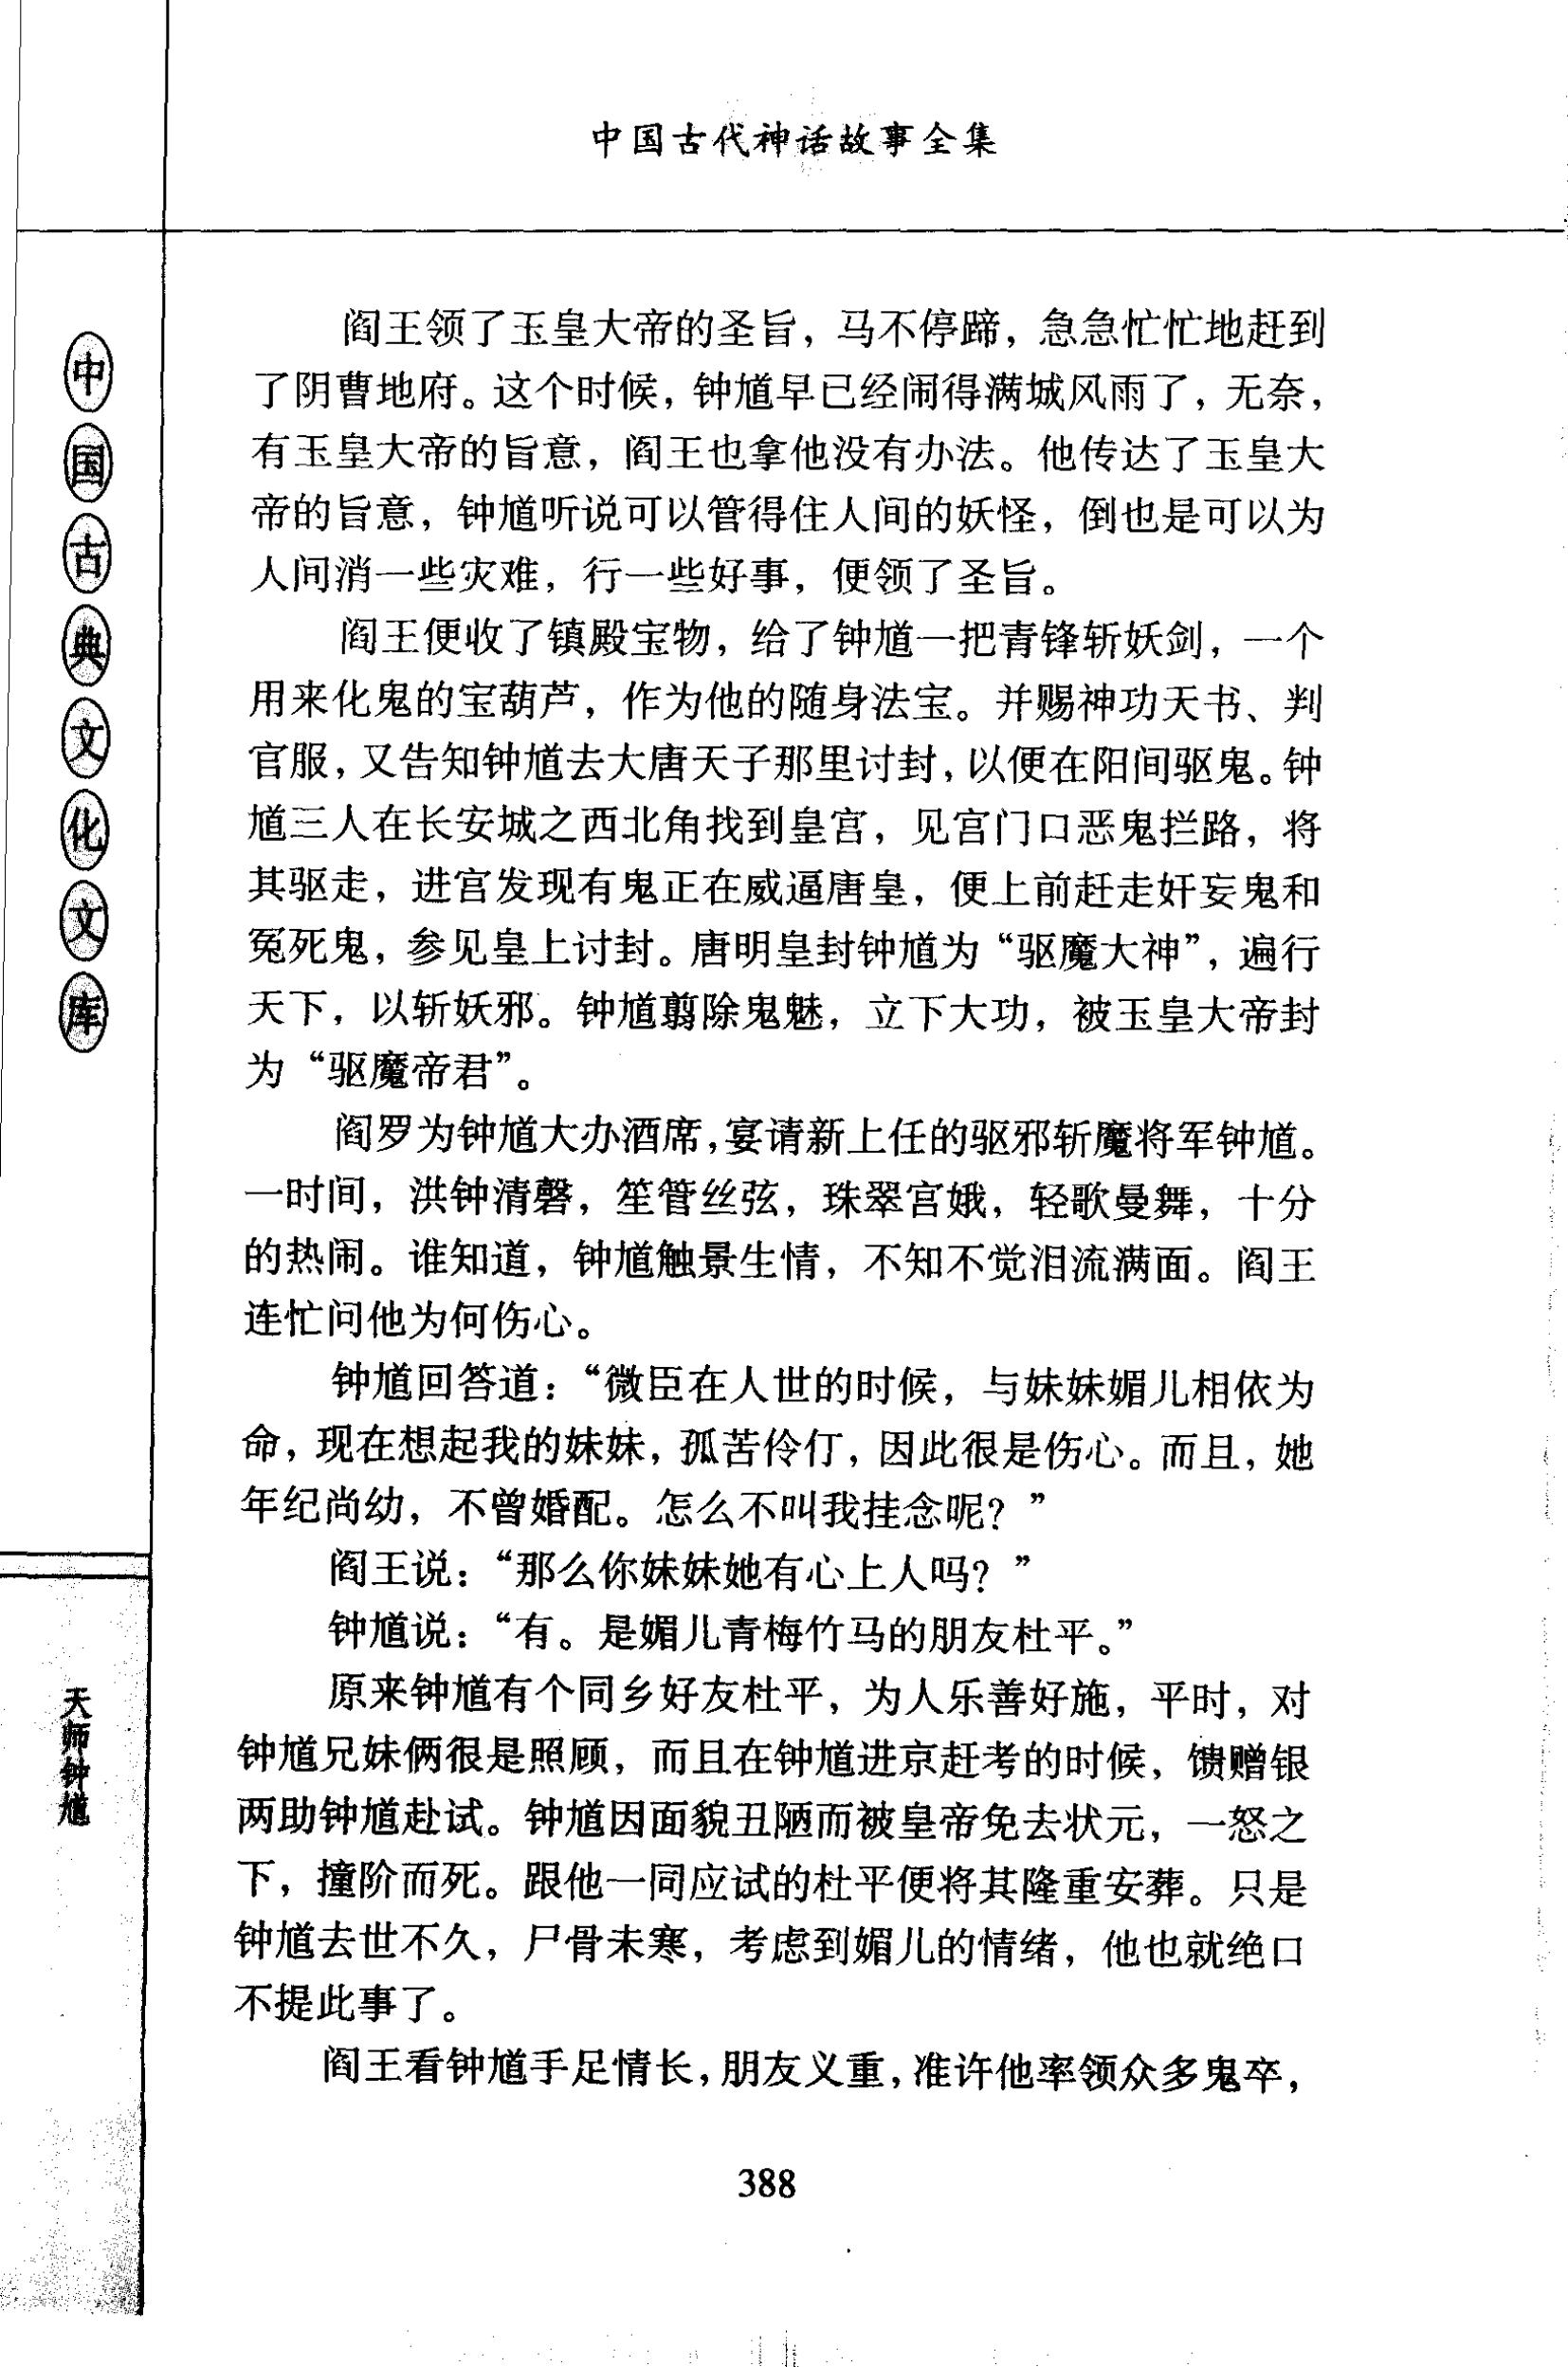 中国古代神话故事全集
中国古典文化文库
天师钟馗
阎王领了玉皇大帝的圣旨，马不停蹄，急急忙忙地赶到
了阴曹地府。这个时候，钟馗早已经闹得满城风雨了，无奈，
有玉皇大帝的旨意，阎王也拿他没有办法。他传达了玉皇大
帝的旨意，钟馗听说可以管得住人间的妖怪，倒也是可以为
人间消一些灾难，行一些好事，便领了圣旨。
阎王便收了镇殿宝物，给了钟馗一把青锋斩妖剑，一个
用来化鬼的宝葫芦，作为他的随身法宝。并赐神功天书、判
官服，又告知钟馗去大唐天子那里讨封，以便在阳间驱鬼。钟
馗三人在长安城之西北角找到皇宫，见宫门口恶鬼拦路，将
其驱走，进宫发现有鬼正在威逼唐皇，便上前赶走奸妄鬼和
冤死鬼，参见皇上讨封。唐明皇封钟馗为“驱魔大神”，遍行
天下，以斩妖邪。钟馗翦除鬼魅，立下大功，被玉皇大帝封
为“驱魔帝君”。
阎罗为钟馗大办酒席，宴请新上任的驱邪斩魔将军钟馗。
一时间，洪钟清磬，笙管丝弦，珠翠宫娥，轻歌曼舞，十分
的热闹。谁知道，钟馗触景生情，不知不觉泪流满面。阎王
连忙问他为何伤心。
钟馗回答道：“微臣在人世的时候，与妹妹媚儿相依为
命，现在想起我的妹妹，孤苦伶仃，因此很是伤心。而且，她
年纪尚幼，不曾婚配。怎么不叫我挂念呢？”
阎王说：“那么你妹妹她有心上人吗？”
钟馗说：“有。是媚儿青梅竹马的朋友杜平。”
原来钟馗有个同乡好友杜平，为人乐善好施，平时，对
钟馗兄妹俩很是照顾，而且在钟馗进京赶考的时候，馈赠银
两助钟馗赴试。钟馗因面貌丑陋而被皇帝免去状元，一怒之
下，撞阶而死。跟他一同应试的杜平便将其隆重安葬。只是
钟馗去世不久，尸骨未寒，考虑到媚儿的情绪，他也就绝口
不提此事了。
阎王看钟馗手足情长，朋友义重，准许他率领众多鬼卒，
388